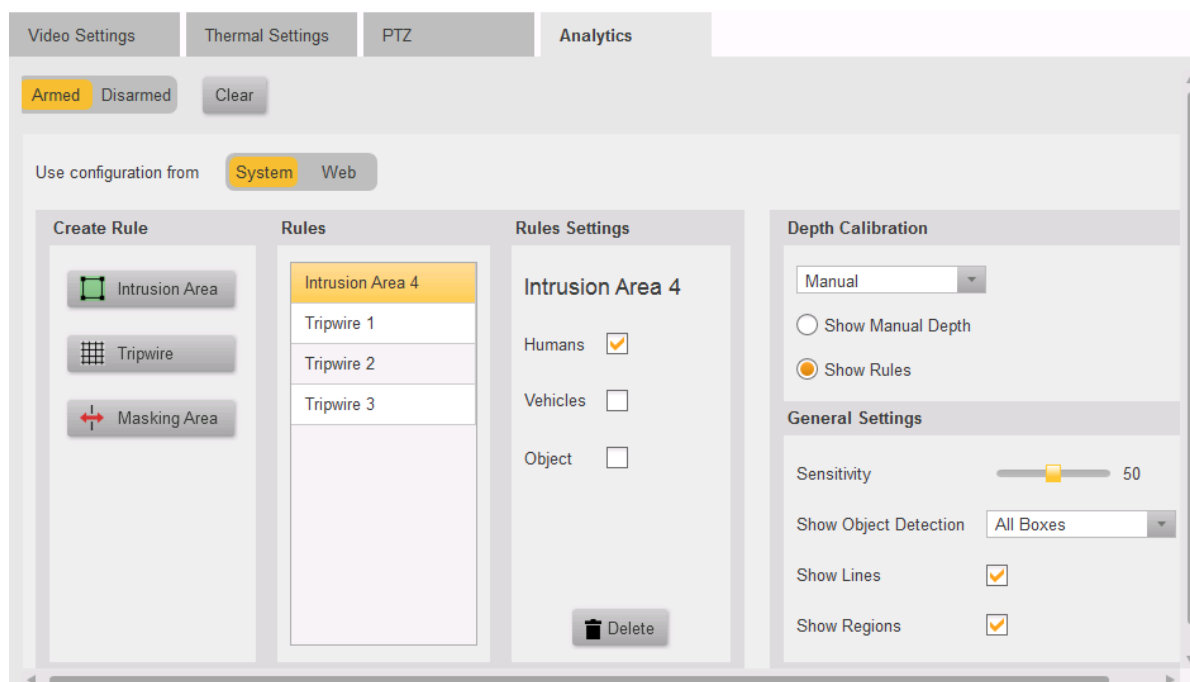 Video Settings
Thermal Settings
PTZ
Analytics
Armed
Disarmed
Clear
Use configuration from
System
Web
Create Rule
Intrusion Area
Tripwire
Masking Area
Rules
Intrusion Area 4
Tripwire 1
Tripwire 2
Tripwire 3
Rules Settings
Intrusion Area 4
Humans
Vehicles
Object
Delete
Depth Calibration
Manual
Show Manual Depth
Show Rules
General Settings
Sensitivity
50
Show Object Detection
All Boxes
Show Lines
Show Regions